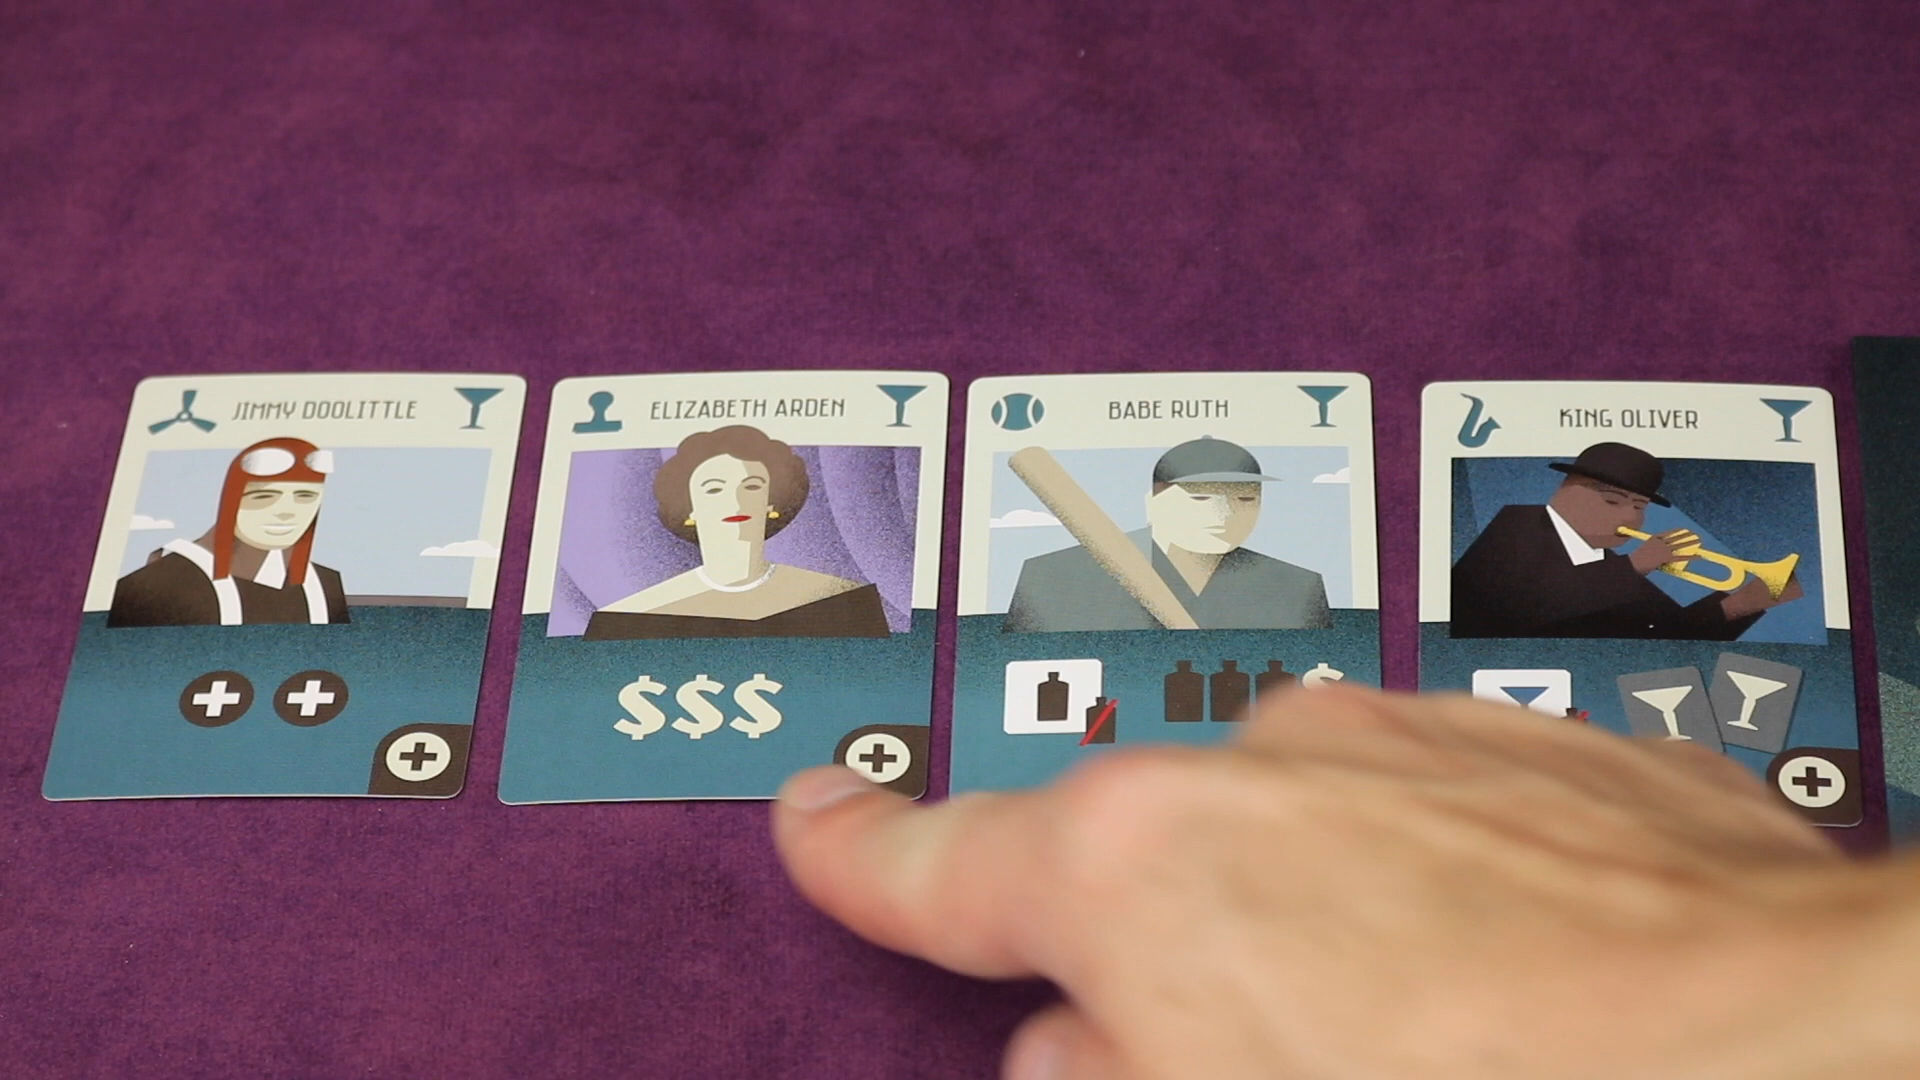 JIMMY DOOLITTLE
ELIZABETH ARDEN
BABE RUTH
KING OLIVER
$$$
$